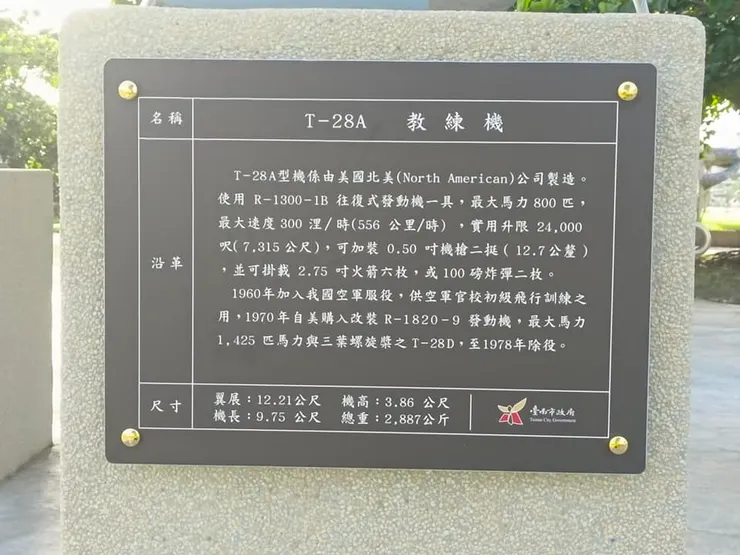 名稱
T-28A 教練機
沿革
T-28A型機係由美國北美(North American)公司製造。
使用 R-1300-1B 往復式發動機一具，最大馬力 800 匹，
最大速度 300 浬/時(556 公里/時)，實用升限 24,000
呎(7,315 公尺)，可加裝 0.50 吋機槍二挺( 12.7公釐)
，並可掛載 2.75 吋火箭六枚，或 100 磅炸彈二枚。
1960年加入我國空軍服役，供空軍官校初級飛行訓練之
用，1970年自美購入改裝 R-1820-9 發動機，最大馬力
1,425 匹馬力與三葉螺旋槳之 T-28D，至1978年除役。
尺寸
翼展：12.21公尺 機高：3.86 公尺
機長：9.75 公尺 總重：2,887公斤
臺南市政府
Tainan City Government